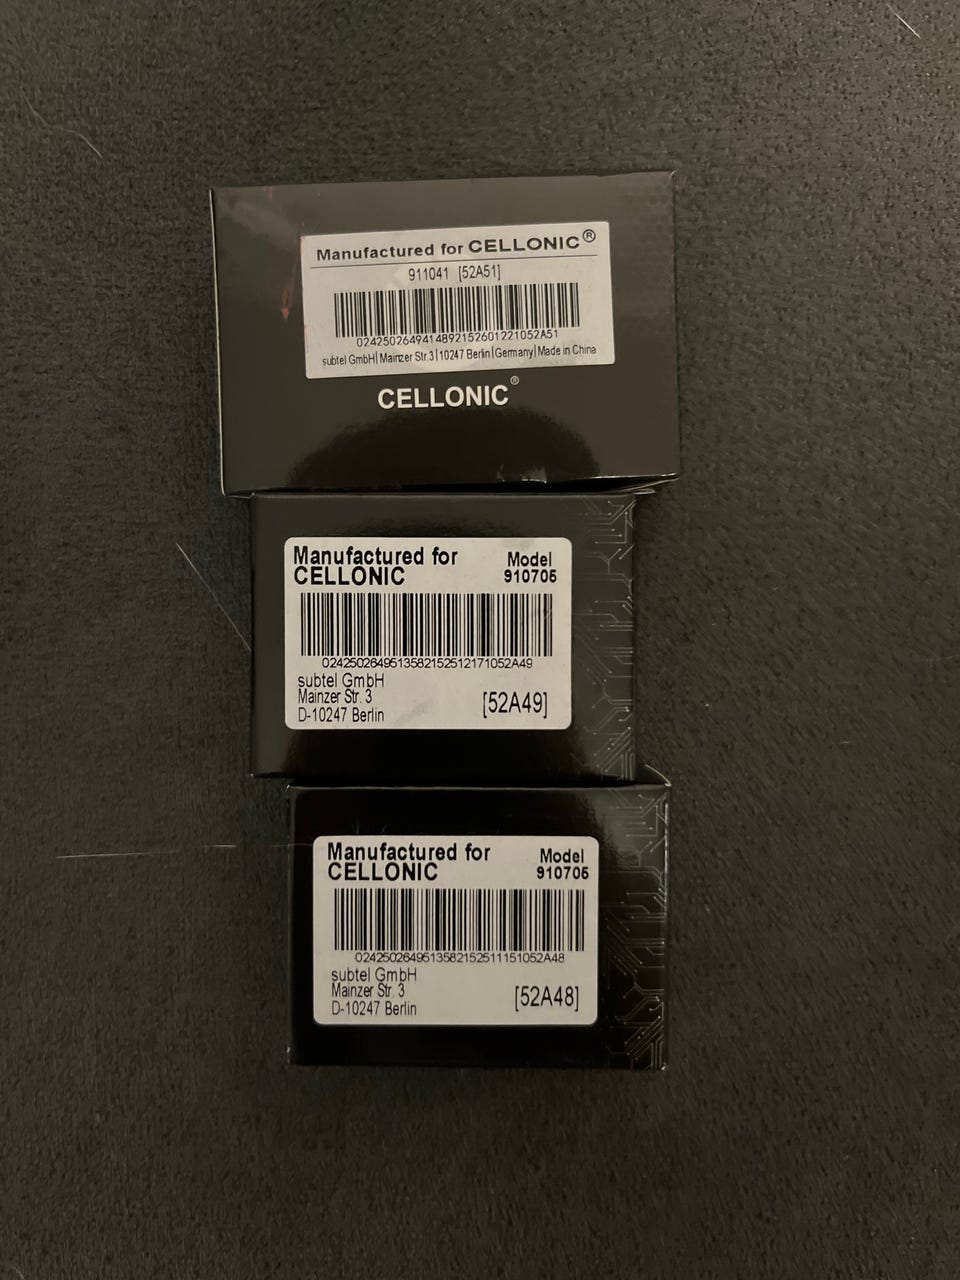 Manufactured for CELLONIC®
911041 [52A51]
0242502649414892152601221052A51
subtel GmbH|Mainzer Str.3|10247 Berlin|Germany|Made in China
CELLONIC®
Manufactured for
CELLONIC
Model
910705
0242502649513582152512171052A49
subtel GmbH
Mainzer Str. 3
D-10247 Berlin
[52A49]
Manufactured for
CELLONIC
Model
910705
0242502649513582152511151052A48
subtel GmbH
Mainzer Str. 3
D-10247 Berlin
[52A48]